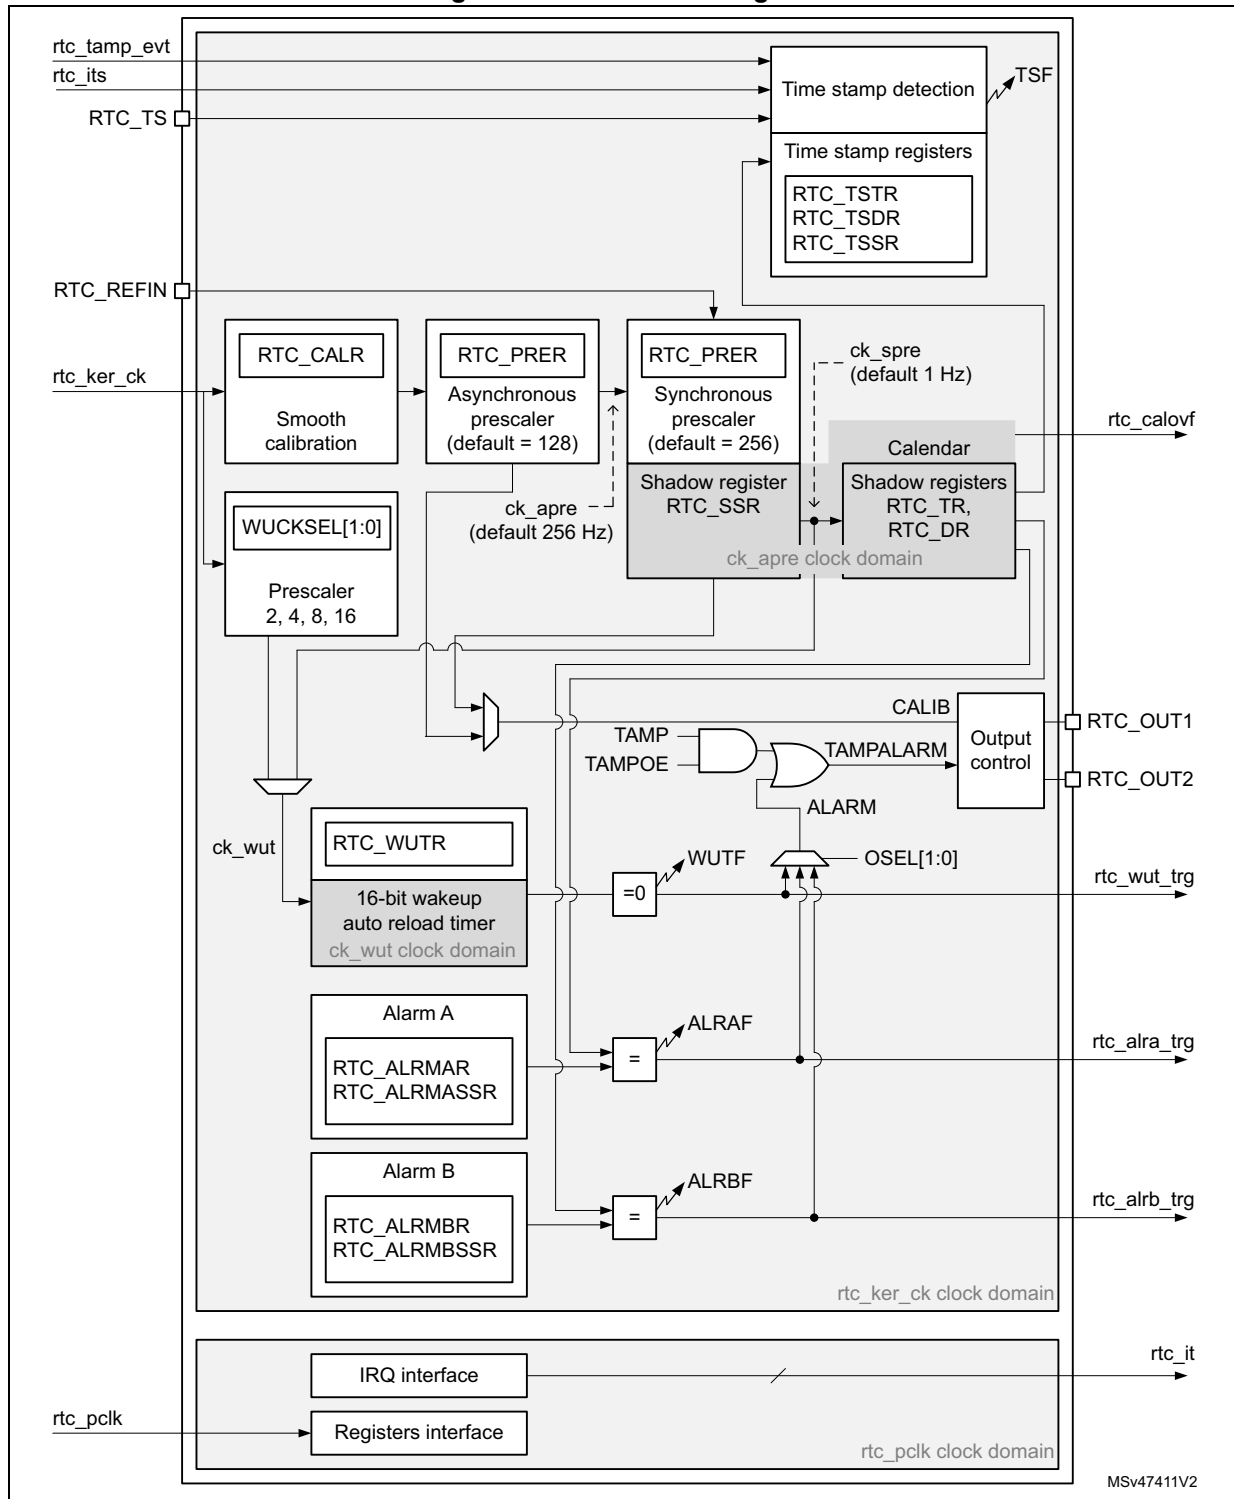 rtc_tamp_evt
rtc_its
RTC_TS
Time stamp detection
TSF
Time stamp registers
RTC_TSTR
RTC_TSDR
RTC_TSSR
RTC_REFIN
rtc_ker_ck
RTC_CALR
Smooth
calibration
RTC_PRER
Asynchronous
prescaler
(default = 128)
RTC_PRER
Synchronous
prescaler
(default = 256)
ck_spre
(default 1 Hz)
rtc_calovf
Calendar
Shadow register
RTC_SSR
Shadow registers
RTC_TR,
RTC_DR
ck_apre
(default 256 Hz)
ck_apre clock domain
WUCKSEL[1:0]
Prescaler
2, 4, 8, 16
CALIB
TAMP
TAMPOE
TAMPALARM
Output
control
RTC_OUT1
RTC_OUT2
ALARM
OSEL[1:0]
ck_wut
RTC_WUTR
16-bit wakeup
auto reload timer
ck_wut clock domain
=0
WUTF
rtc_wut_trg
Alarm A
RTC_ALRMAR
RTC_ALRMASSR
=
ALRAF
rtc_alra_trg
Alarm B
RTC_ALRMBR
RTC_ALRMBSSR
=
ALRBF
rtc_alrb_trg
rtc_ker_ck clock domain
IRQ interface
rtc_it
rtc_pclk
Registers interface
rtc_pclk clock domain
MSv47411V2